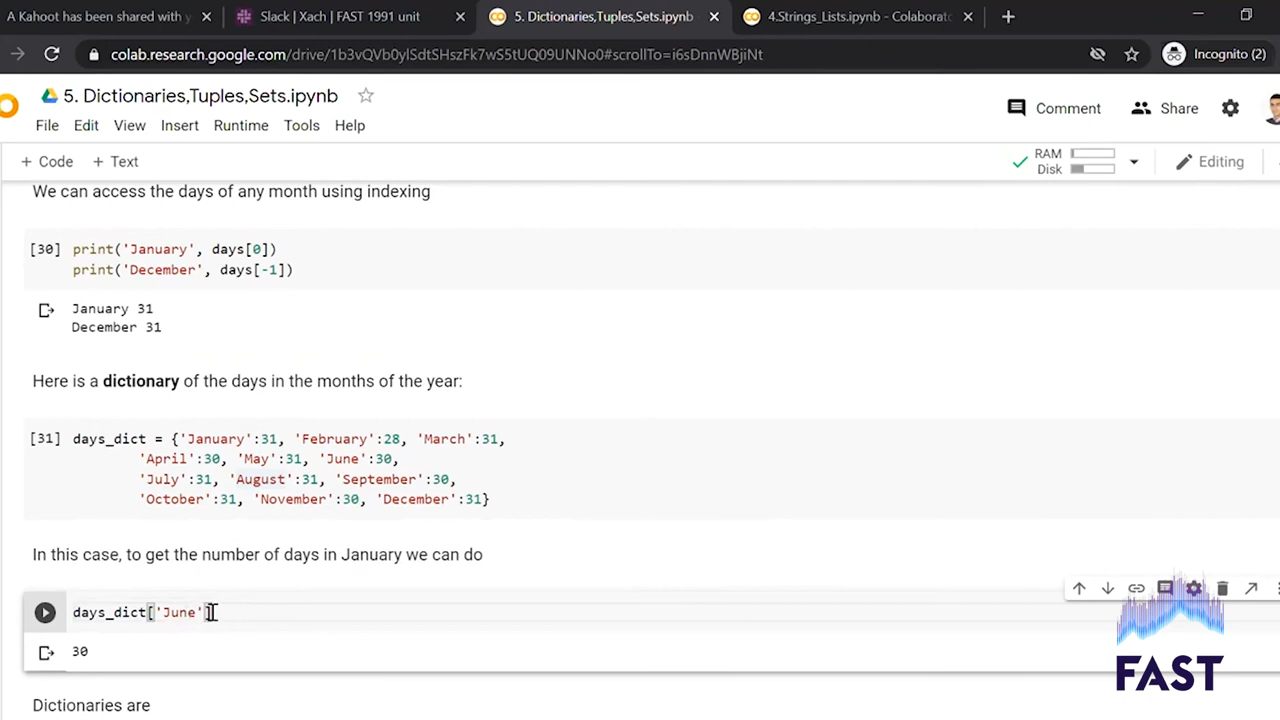 A Kahoot has been shared with y
Slack | Xach | FAST 1991 unit
5. Dictionaries,Tuples,Sets.ipynb
4.Strings_Lists.ipynb - Colaborat
colab.research.google.com/drive/1b3vQVb0ylSdtSHszFk7wS5tUQ09UNNo0#scrollTo=i6sDnnWBjiNt
Incognito (2)
5. Dictionaries,Tuples,Sets.ipynb
Comment
Share
File Edit View Insert Runtime Tools Help
+ Code + Text
RAM
Disk
Editing
We can access the days of any month using indexing
[30] print('January', days[0])
print('December', days[-1])
January 31
December 31
Here is a dictionary of the days in the months of the year:
[31] days_dict = {'January':31, 'February':28, 'March':31,
'April':30, 'May':31, 'June':30,
'July':31, 'August':31, 'September':30,
'October':31, 'November':30, 'December':31}
In this case, to get the number of days in January we can do
days_dict['June']
30
Dictionaries are
FAST